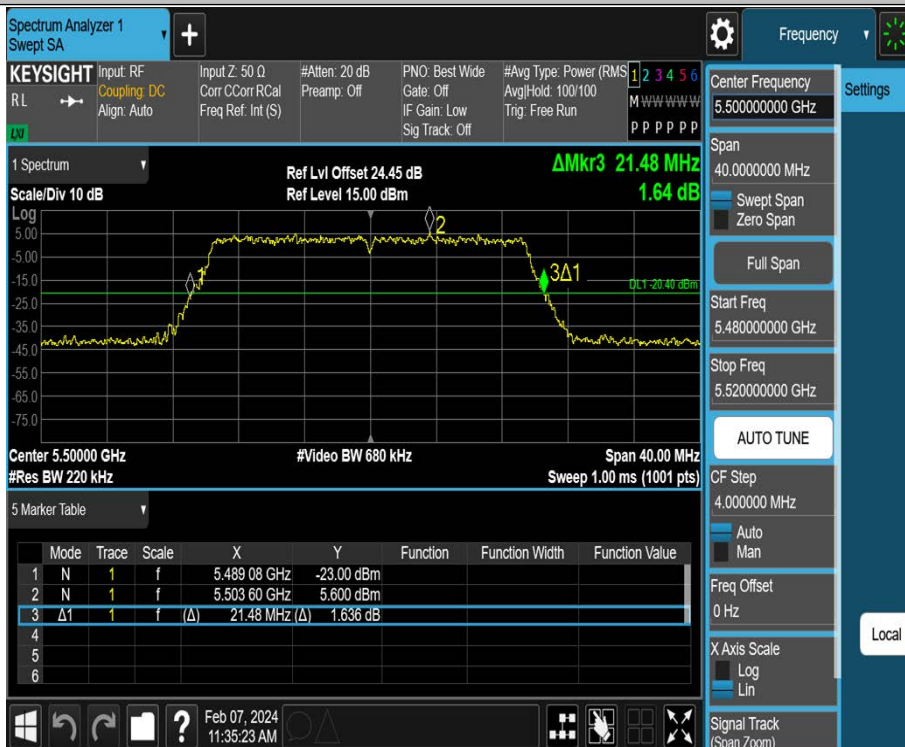 Spectrum Analyzer 1
Swept SA
+
Frequency
KEYSIGHT Input: RF Input Z: 50 Ω #Atten: 20 dB PNO: Best Wide #Avg Type: Power (RMS 1 2 3 4 5 6
RL Coupling: DC Corr CCorr RCal Preamp: Off Gate: Off Avg|Hold: 100/100 M W W W W W
Align: Auto Freq Ref: Int (S) IF Gain: Low Trig: Free Run
LXI Sig Track: Off P P P P P P
1 Spectrum Ref Lvl Offset 24.45 dB ΔMkr3 21.48 MHz
Scale/Div 10 dB Ref Level 15.00 dBm 1.64 dB
Log
5.00
-5.00
-15.0
-25.0
-35.0
-45.0
-55.0
-65.0
-75.0
1
2
3Δ1
DL1 -20.40 dBm
Center 5.50000 GHz #Video BW 680 kHz Span 40.00 MHz
#Res BW 220 kHz Sweep 1.00 ms (1001 pts)
5 Marker Table
Mode Trace Scale X Y Function Function Width Function Value
1 N 1 f 5.489 08 GHz -23.00 dBm
2 N 1 f 5.503 60 GHz 5.600 dBm
3 Δ1 1 f (Δ) 21.48 MHz (Δ) 1.636 dB
4
5
6
?
Feb 07, 2024
11:35:23 AM
Center Frequency
5.500000000 GHz
Span
40.0000000 MHz
Swept Span
Zero Span
Full Span
Start Freq
5.480000000 GHz
Stop Freq
5.520000000 GHz
AUTO TUNE
CF Step
4.000000 MHz
Auto
Man
Freq Offset
0 Hz
X Axis Scale
Log
Lin
Signal Track
(Span Zoom)
Settings
Local